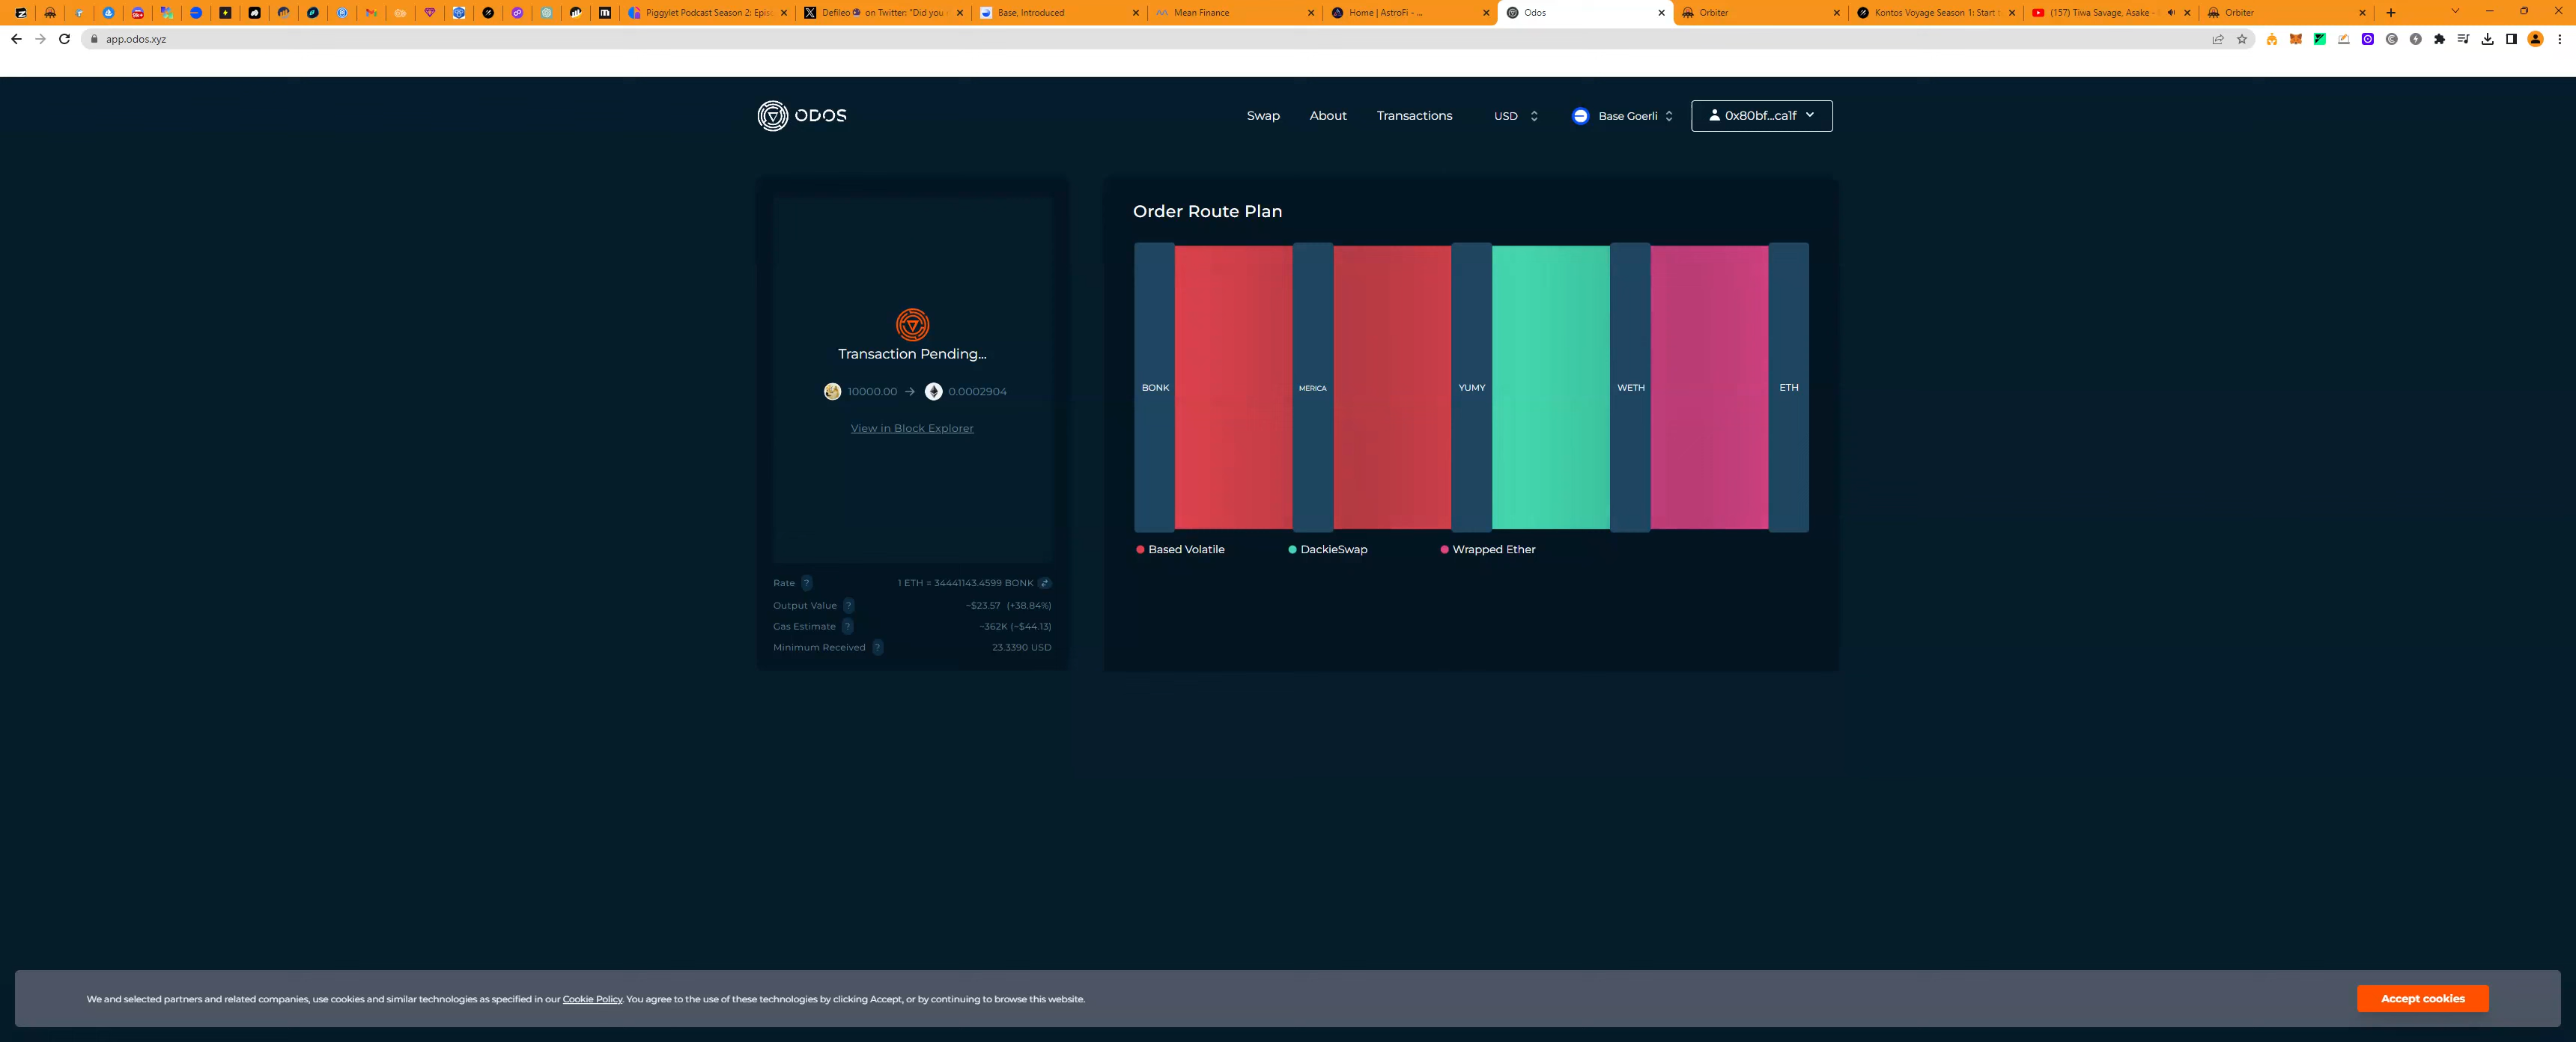 Piggylet Podcast Season 2: Epis
Defileo on Twitter: "Did you
Base, Introduced
Mean Finance
Home | AstroFi - ...
Odos
Orbiter
Kontos Voyage Season 1: Start
(157) Tiwa Savage, Asake -
Orbiter
app.odos.xyz
ODOS
Swap
About
Transactions
USD
Base Goerli
0x80bf...ca1f
Transaction Pending...
10000.00 → 0.0002904
View in Block Explorer
Rate ? 1 ETH = 34441143.4599 BONK
Output Value ? ~$23.57 (+38.84%)
Gas Estimate ? ~362K (~$44.13)
Minimum Received ? 23.3390 USD
Order Route Plan
BONK
MERICA
YUMY
WETH
ETH
Based Volatile
DackieSwap
Wrapped Ether
We and selected partners and related companies, use cookies and similar technologies as specified in our Cookie Policy. You agree to the use of these technologies by clicking Accept, or by continuing to browse this website.
Accept cookies